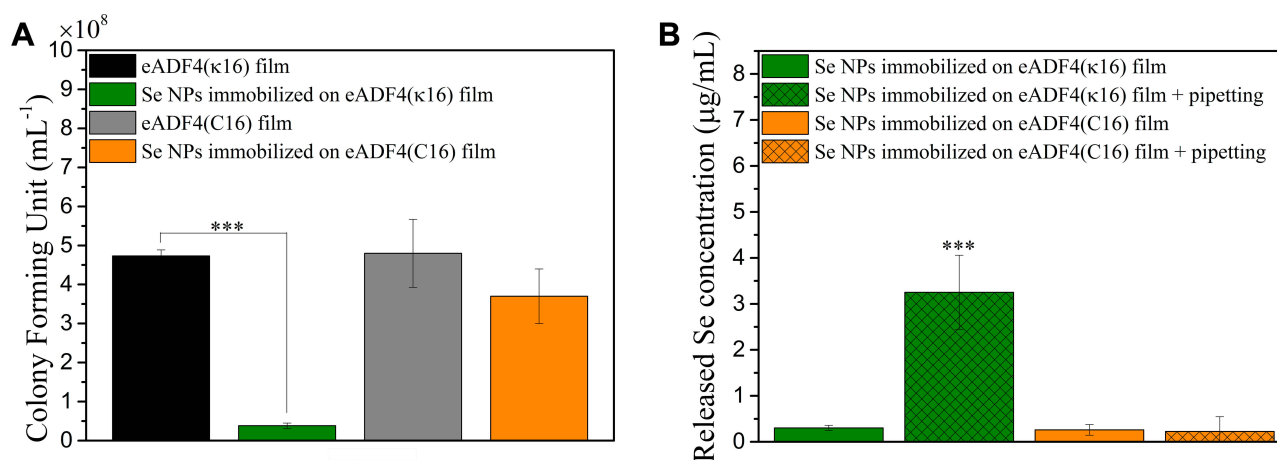 A
×10⁸
Colony Forming Unit (mL⁻¹)
10
9
8
7
6
5
4
3
2
1
0
eADF4(κ16) film
Se NPs immobilized on eADF4(κ16) film
eADF4(C16) film
Se NPs immobilized on eADF4(C16) film
***
B
Released Se concentration (µg/mL)
8
7
6
5
4
3
2
1
0
Se NPs immobilized on eADF4(κ16) film
Se NPs immobilized on eADF4(κ16) film + pipetting
Se NPs immobilized on eADF4(C16) film
Se NPs immobilized on eADF4(C16) film + pipetting
***